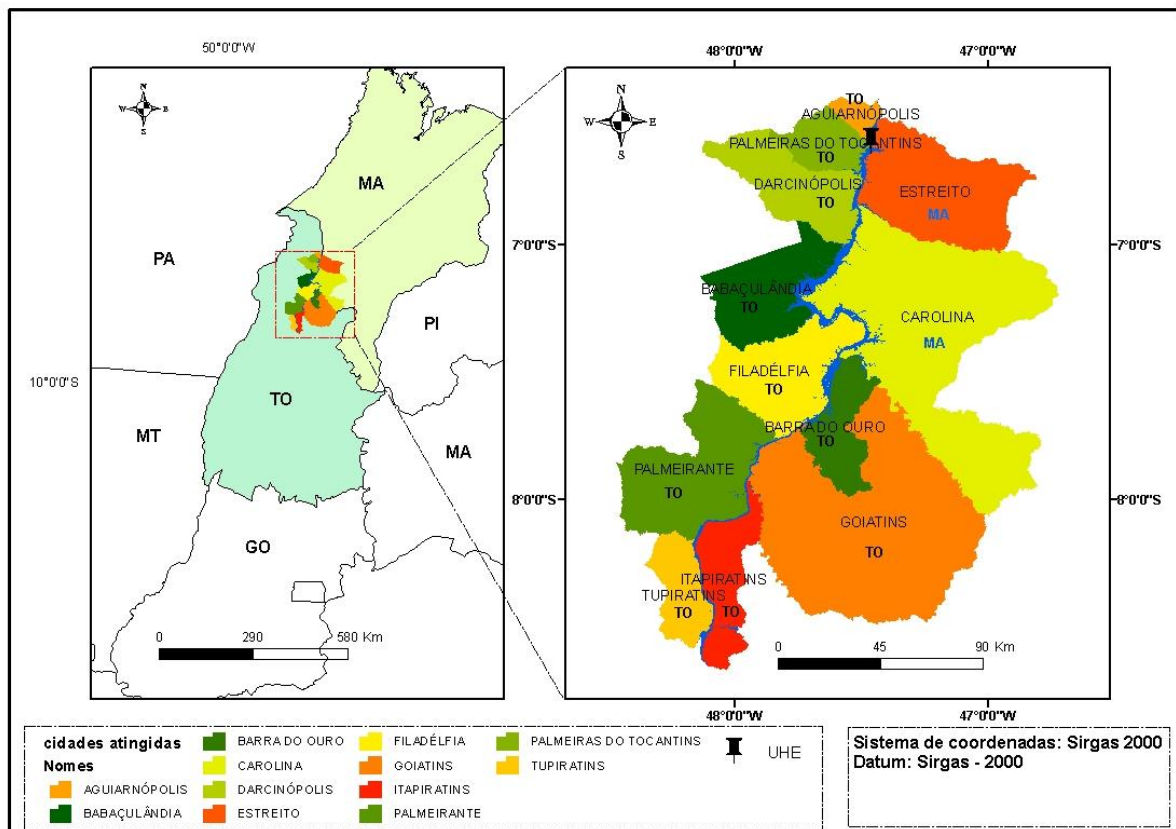 50°0'0"W
48°0'0"W
47°0'0"W
N
W E
S
N
W E
S
TO
AGUIARNÓPOLIS
PALMEIRAS DO TOCANTINS
TO
DARCINÓPOLIS
TO
ESTREITO
MA
MA
PA
7°0'0"S
7°0'0"S
BABAÇULÂNDIA
TO
CAROLINA
MA
PI
10°0'0"S
TO
FILADÉLFIA
TO
MT
MA
BARRA DO OURO
TO
PALMEIRANTE
TO
8°0'0"S
8°0'0"S
GOIATINS
TO
GO
ITAPIRATINS
TO
TUPIRATINS
TO
0 290 580 Km
0 45 90 Km
48°0'0"W
47°0'0"W
cidades atingidas
Nomes
AGUIARNÓPOLIS
BABAÇULÂNDIA
BARRA DO OURO
CAROLINA
DARCINÓPOLIS
ESTREITO
FILADÉLFIA
GOIATINS
ITAPIRATINS
PALMEIRANTE
PALMEIRAS DO TOCANTINS
TUPIRATINS
UHE
Sistema de coordenadas: Sirgas 2000
Datum: Sirgas - 2000